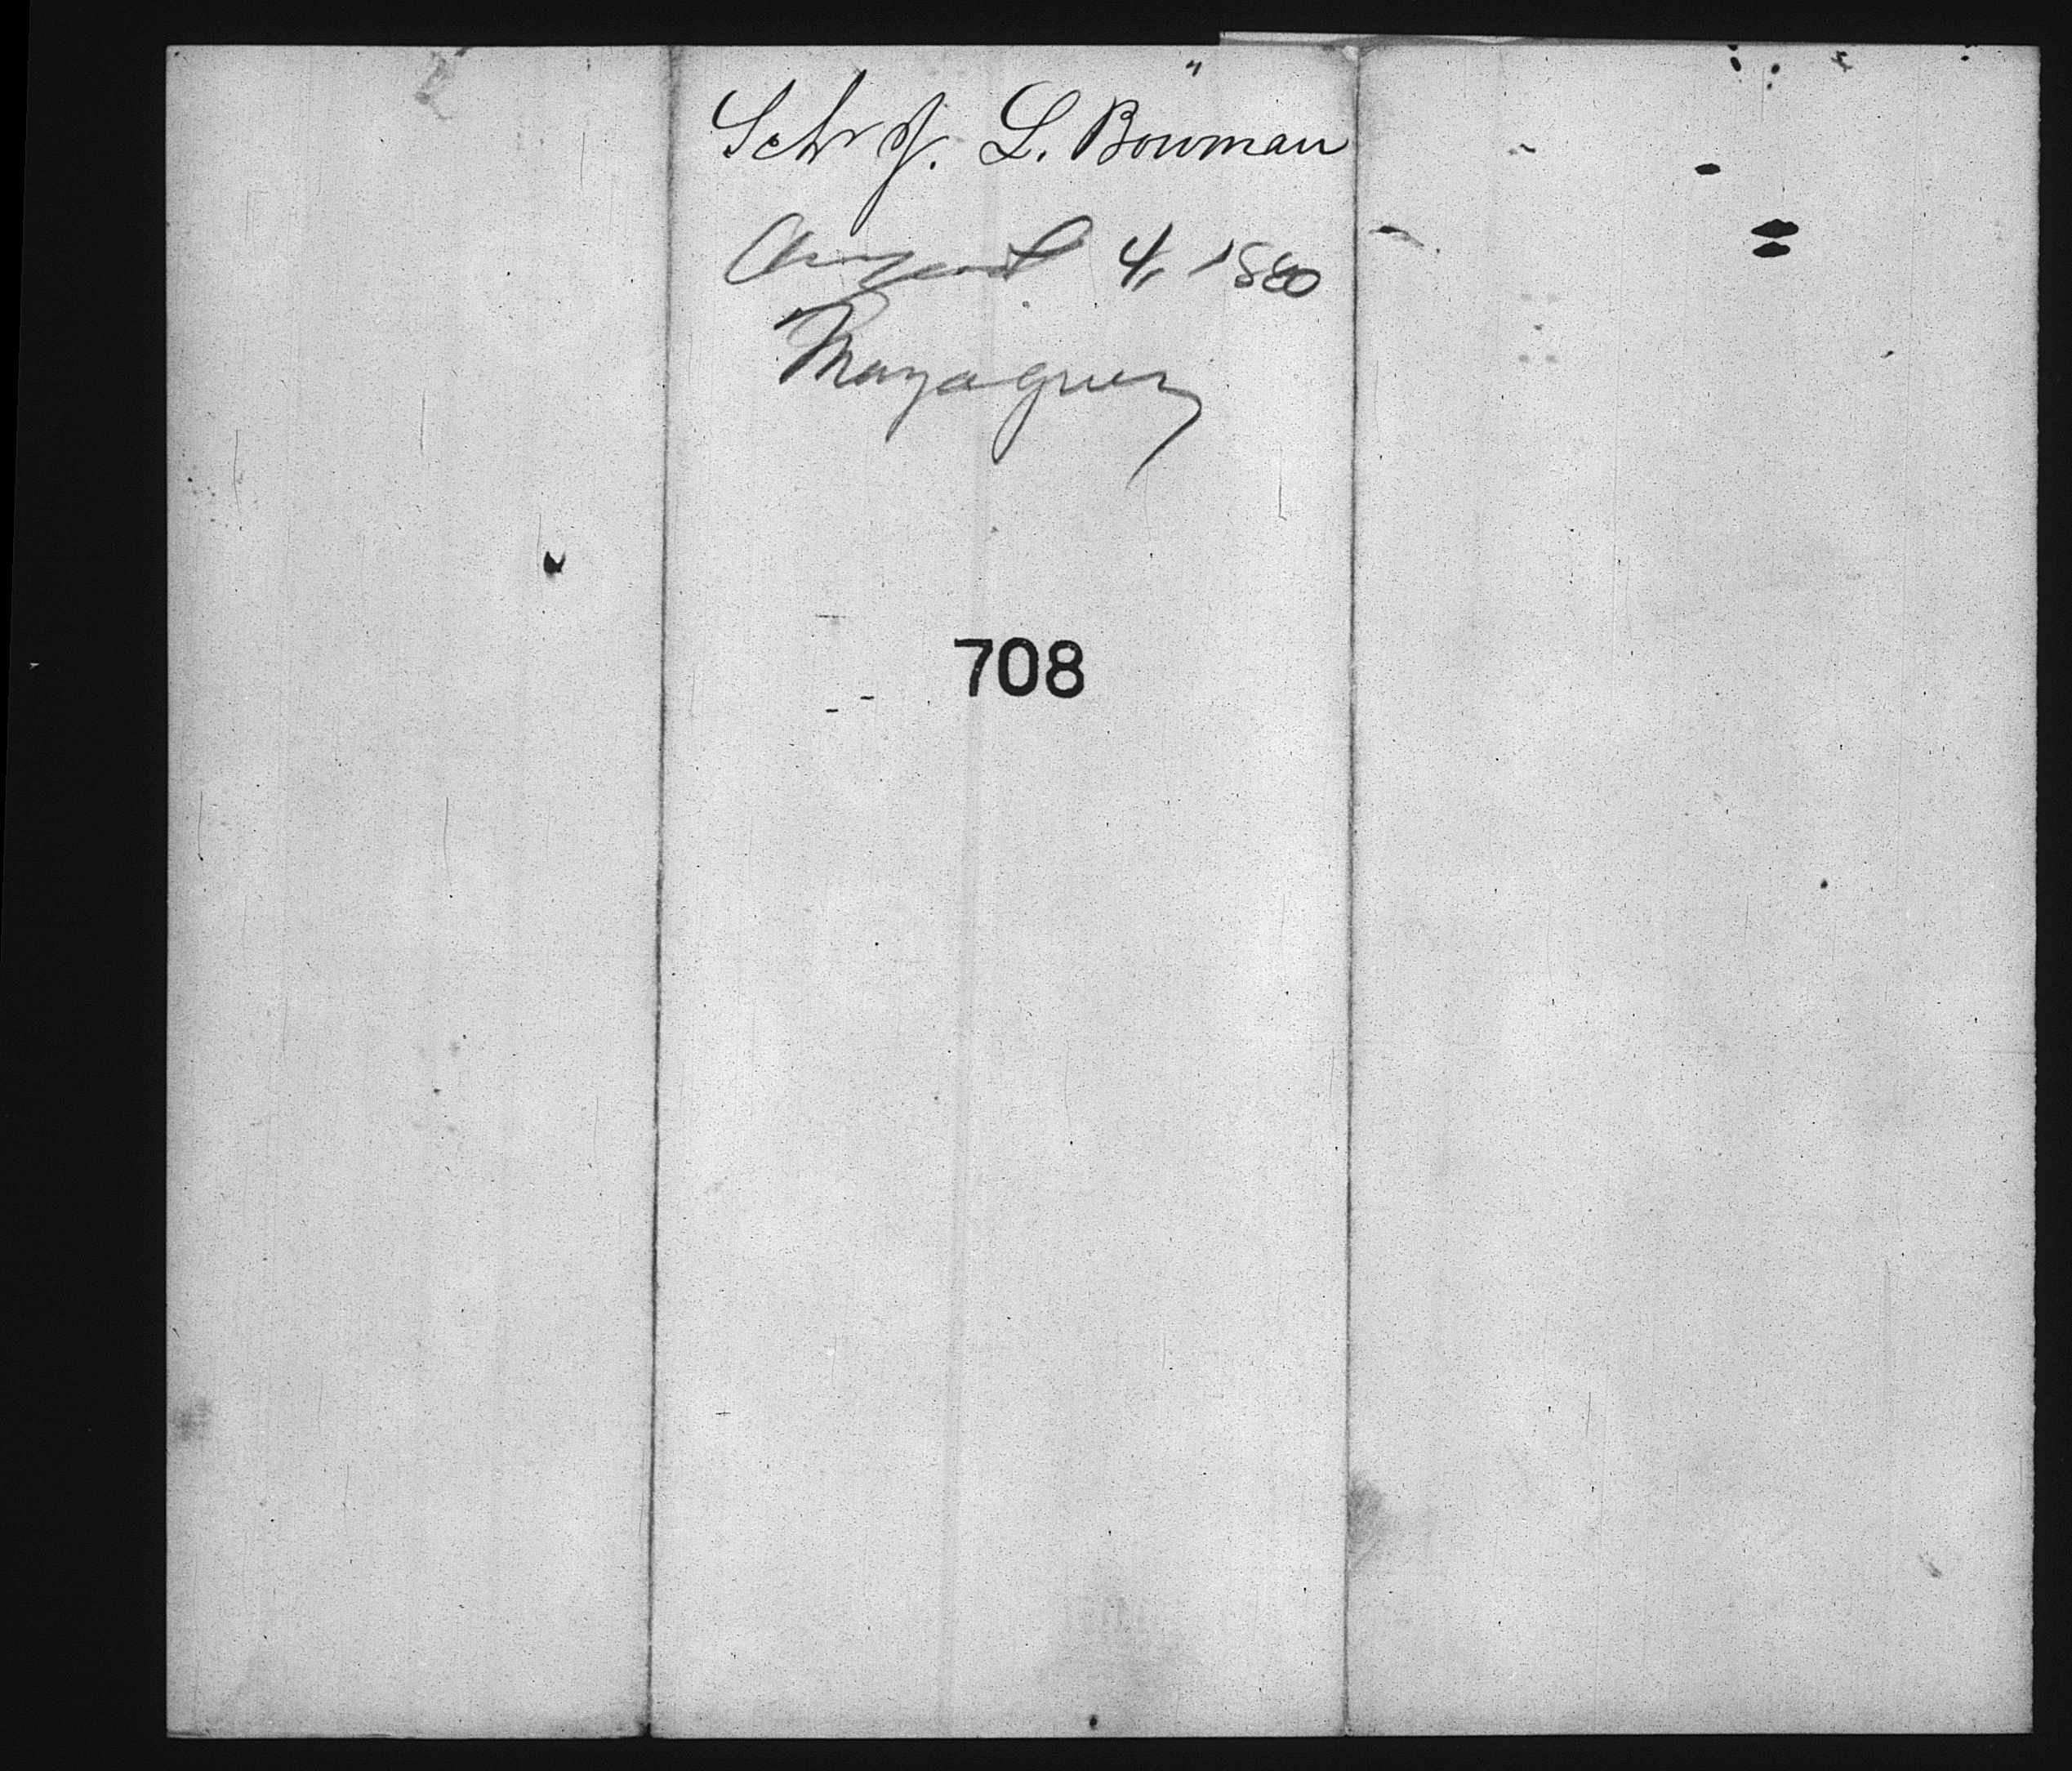 Schr J. L. Bowman
August 4, 1880
Mayaguez
708